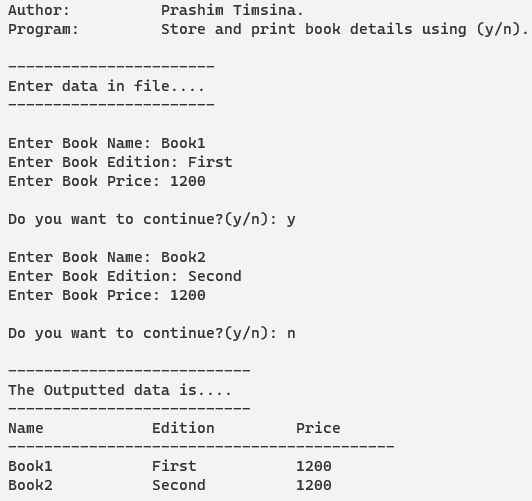 Author:          Prashim Timsina.
Program:         Store and print book details using (y/n).
-----------------------
Enter data in file....
-----------------------
Enter Book Name: Book1
Enter Book Edition: First
Enter Book Price: 1200
Do you want to continue?(y/n): y
Enter Book Name: Book2
Enter Book Edition: Second
Enter Book Price: 1200
Do you want to continue?(y/n): n
---------------------------
The Outputted data is....
---------------------------
Name            Edition         Price
-------------------------------------------
Book1           First           1200
Book2           Second          1200